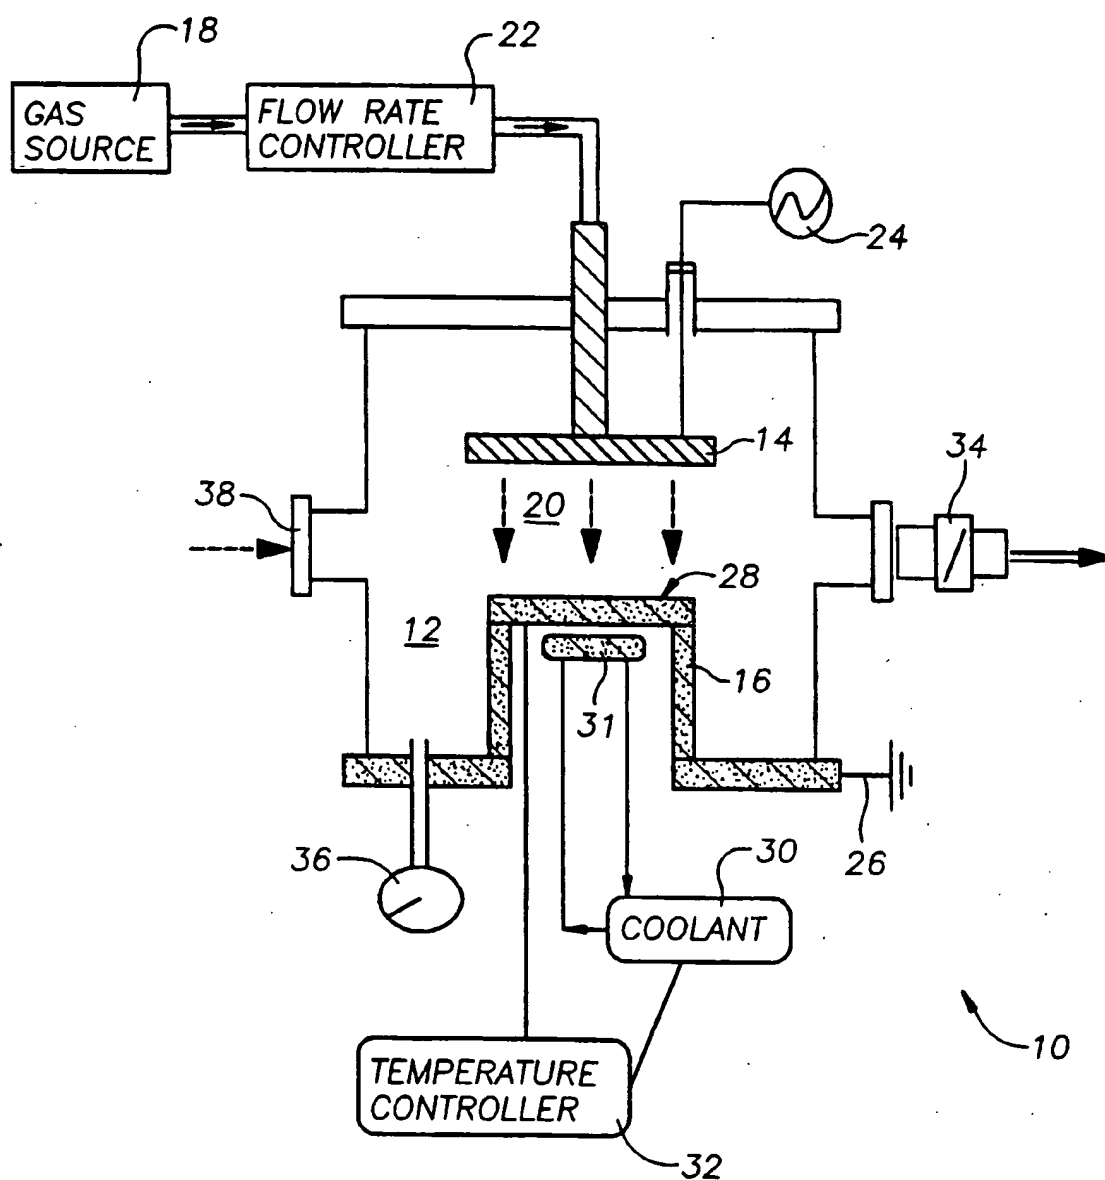 18
22
GAS
SOURCE
FLOW RATE
CONTROLLER
24
14
34
38
20
28
12
16
31
36
30
26
COOLANT
10
TEMPERATURE
CONTROLLER
32